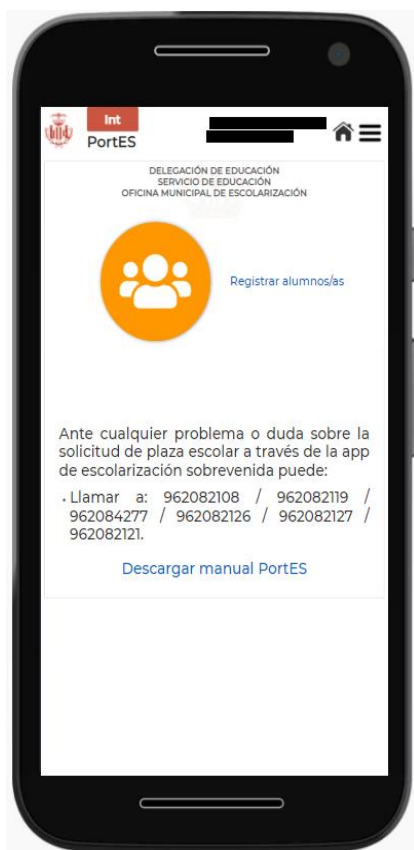 Int
PortES
DELEGACIÓN DE EDUCACIÓN
SERVICIO DE EDUCACIÓN
OFICINA MUNICIPAL DE ESCOLARIZACIÓN
Registrar alumnos/as
Ante cualquier problema o duda sobre la
solicitud de plaza escolar a través de la app
de escolarización sobrevenida puede:
• Llamar a: 962082108 / 962082119 /
962084277 / 962082126 / 962082127 /
962082121.
Descargar manual PortES